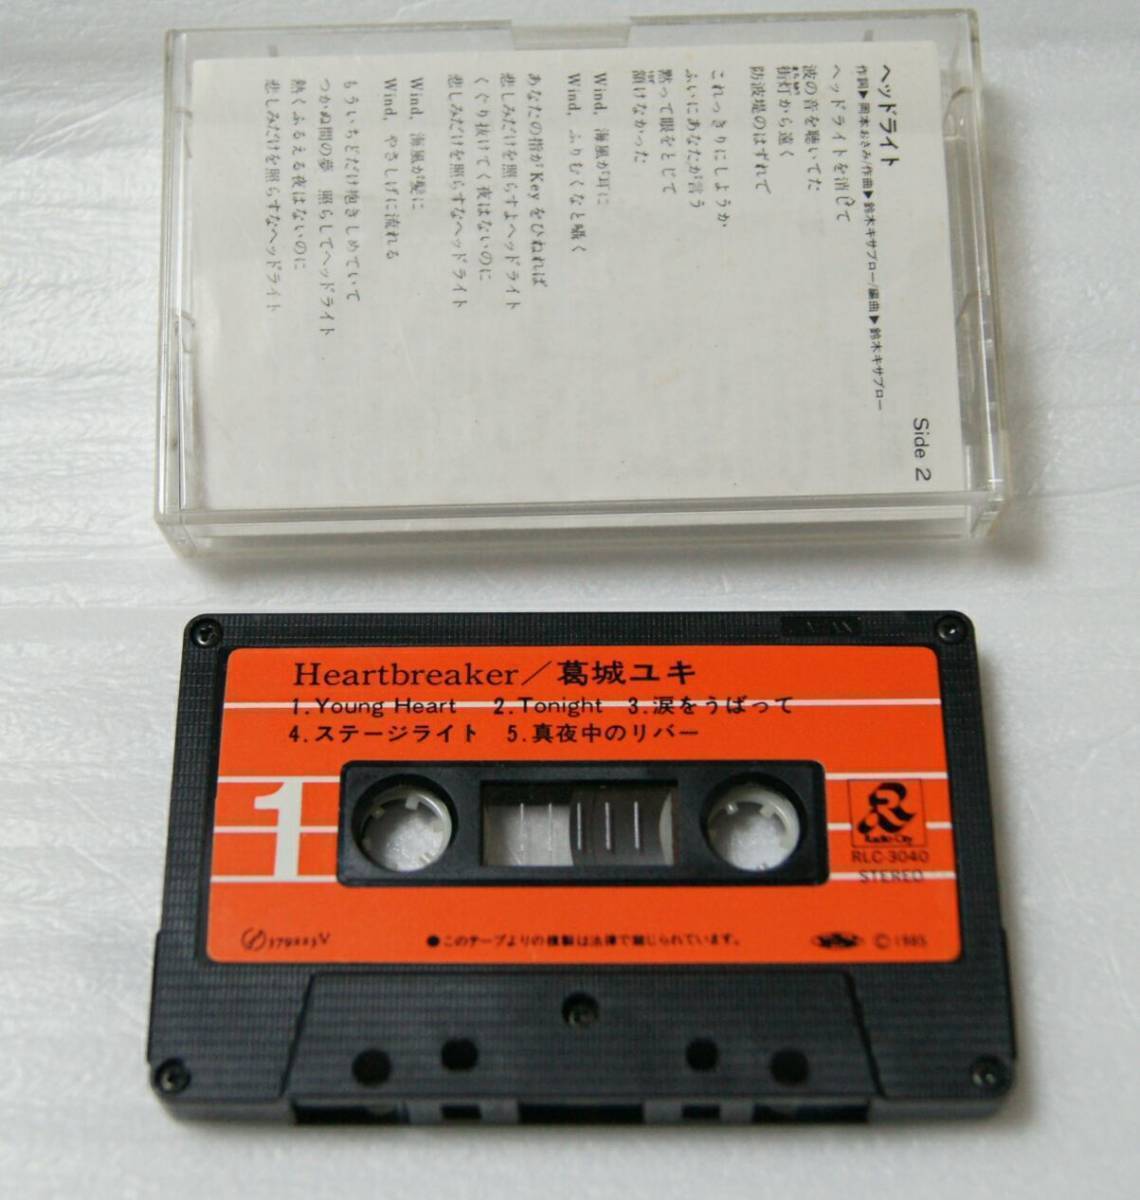 ヘッドライト
作詞▶岡本おさみ/作曲▶鈴木キサブロー/編曲▶鈴木キサブロー
ヘッドライトを消して
波の音を聴いてた
街灯から遠く
防波堤のはずれで
これっきりにしようか
ふいにあなたが言う
黙って眼をとじて
頷けなかった
Wind, 海風が耳に
Wind, ふりむくなと囁く
あなたの指がKeyをひねれば
悲しみだけを照らすよヘッドライト
くぐり抜けてく夜はないのに
悲しみだけを照らすなヘッドライト
Wind, 海風が髪に
Wind, やさしげに流れる
もういちどだけ抱きしめていて
つかぬ間の夢 照らしてヘッドライト
熱くふるえる夜はないのに
悲しみだけを照らすなヘッドライト
Side 2
Heartbreaker/葛城ユキ
1.Young Heart 2.Tonight 3.涙をうばって
4.ステージライト 5.真夜中のリバー
1
Radio City
RLC-3040
STEREO
●このテープよりの複製は法律で禁じられています。
©1985